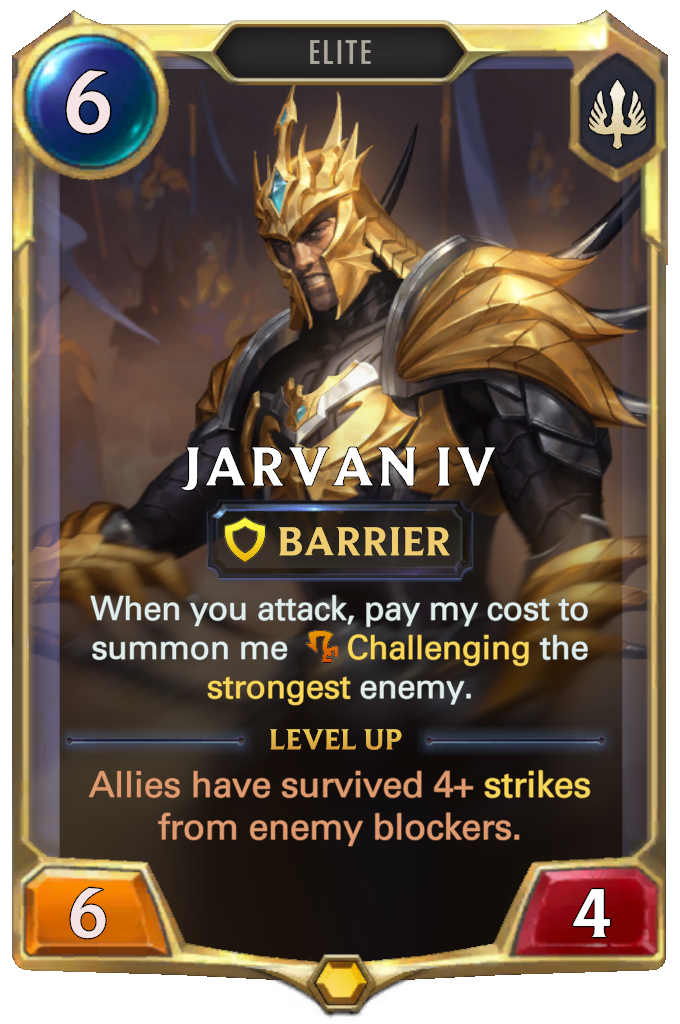 ELITE
6
JARVAN IV
BARRIER
When you attack, pay my cost to
summon me Challenging the
strongest enemy.
LEVEL UP
Allies have survived 4+ strikes
from enemy blockers.
6
4